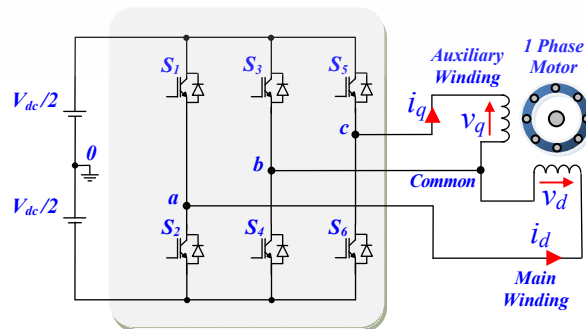 S1
S3
S5
Auxiliary
Winding
1 Phase
Motor
iq
vq
Vdc/2
c
0
b
Common
vd
a
Vdc/2
S2
S4
S6
id
Main
Winding